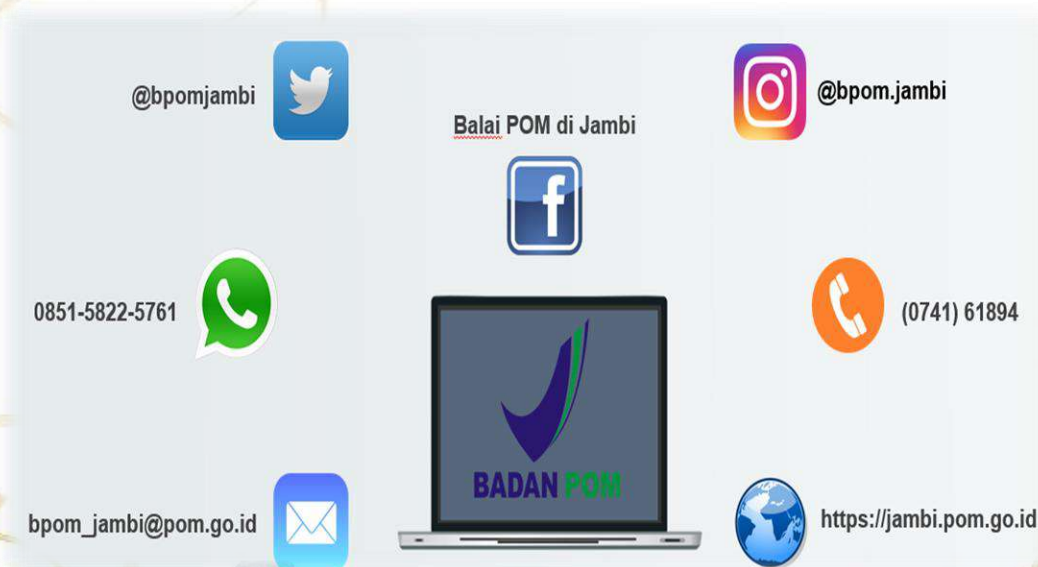 @bpomjambi
@bpom.jambi
Balai POM di Jambi
f
0851-5822-5761
(0741) 61894
BADAN POM
bpom_jambi@pom.go.id
https://jambi.pom.go.id